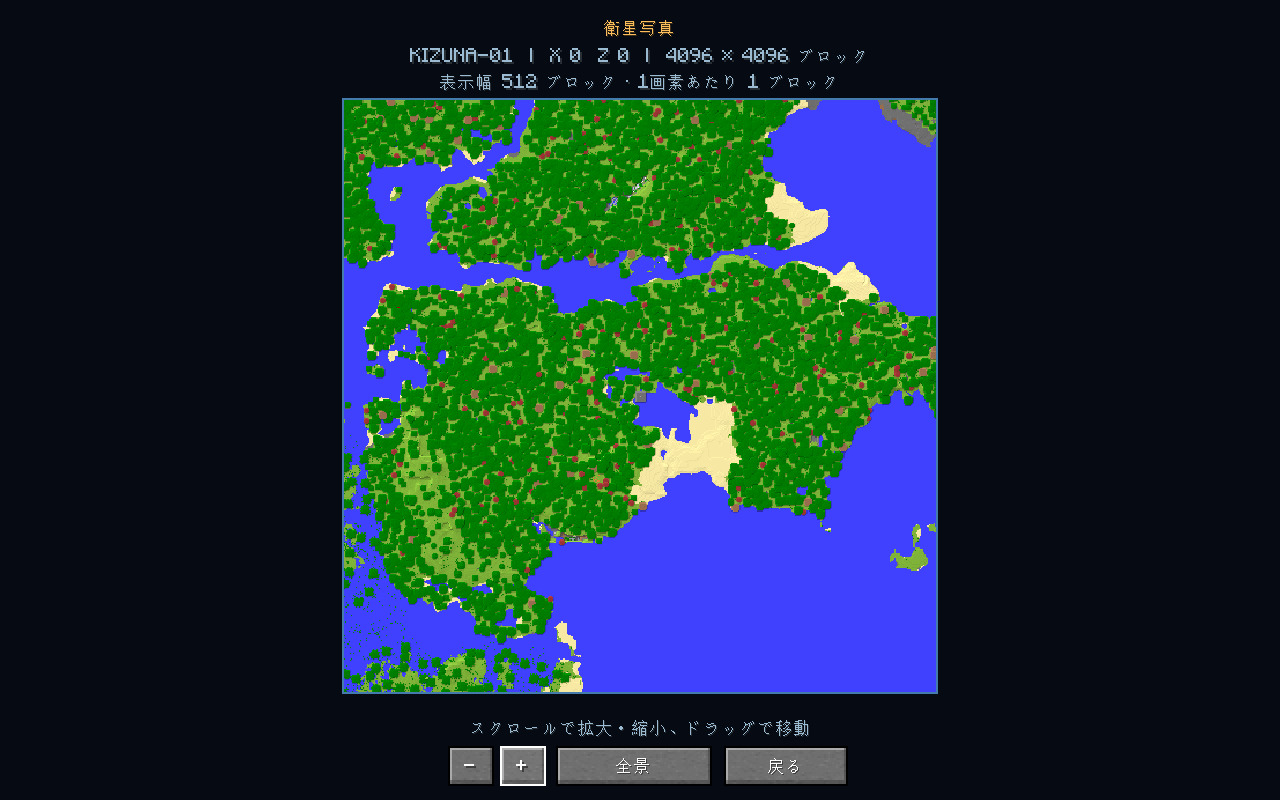 衛星写真
KIZUNA-01 | X 0 Z 0 | 4096 × 4096 ブロック
表示幅 512 ブロック · 1画素あたり 1 ブロック
スクロールで拡大・縮小、ドラッグで移動
− + 全景 戻る